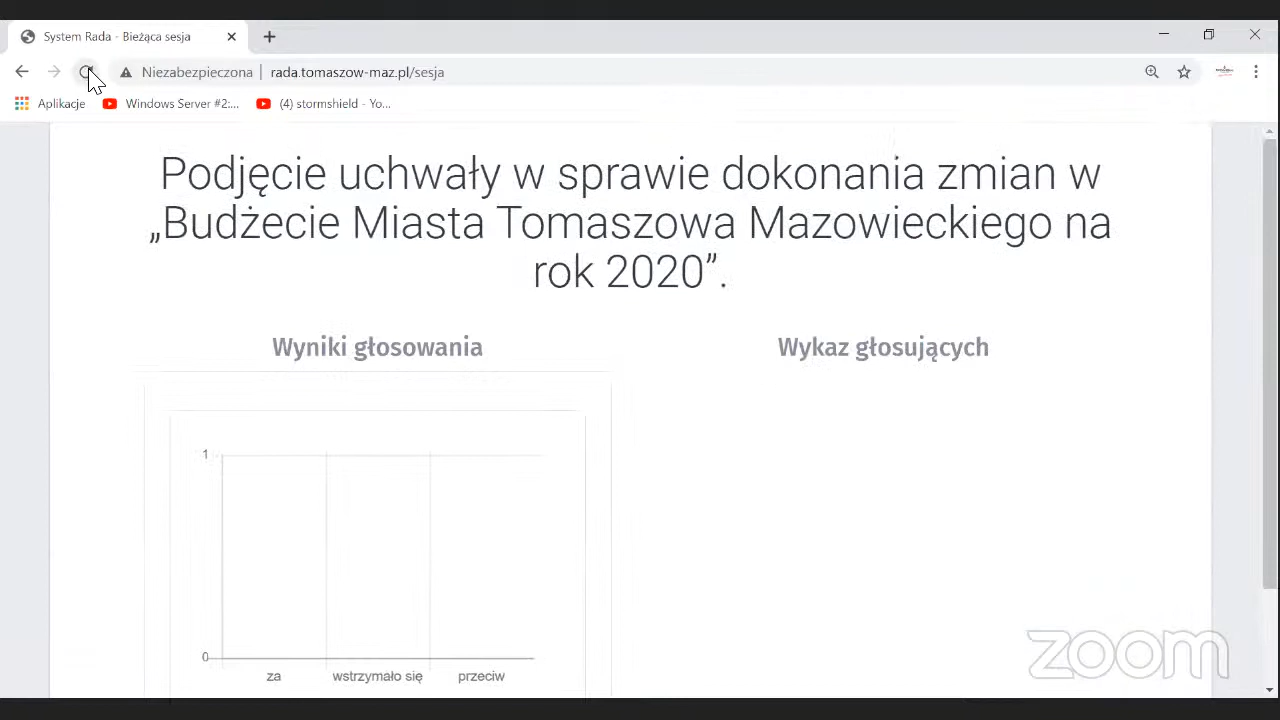 System Rada - Bieżąca sesja
Niezabezpieczona | rada.tomaszow-maz.pl/sesja
Aplikacje Windows Server #2:... (4) stormshield - Yo...
Podjęcie uchwały w sprawie dokonania zmian w
„Budżecie Miasta Tomaszowa Mazowieckiego na
rok 2020”.
Wyniki głosowania
Wykaz głosujących
1
0
za wstrzymało się przeciw
zoom